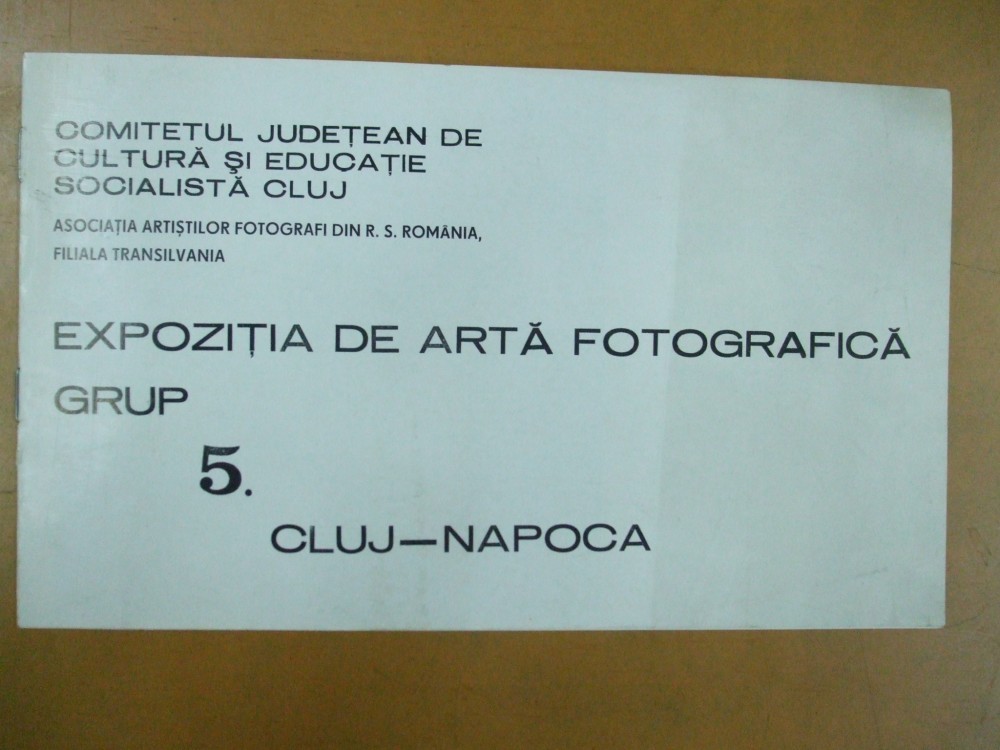 COMITETUL JUDEȚEAN DE
CULTURĂ ȘI EDUCAȚIE
SOCIALISTĂ CLUJ
ASOCIAȚIA ARTIȘTILOR FOTOGRAFI DIN R. S. ROMÂNIA,
FILIALA TRANSILVANIA
EXPOZIȚIA DE ARTĂ FOTOGRAFICĂ
GRUP
5.
CLUJ—NAPOCA